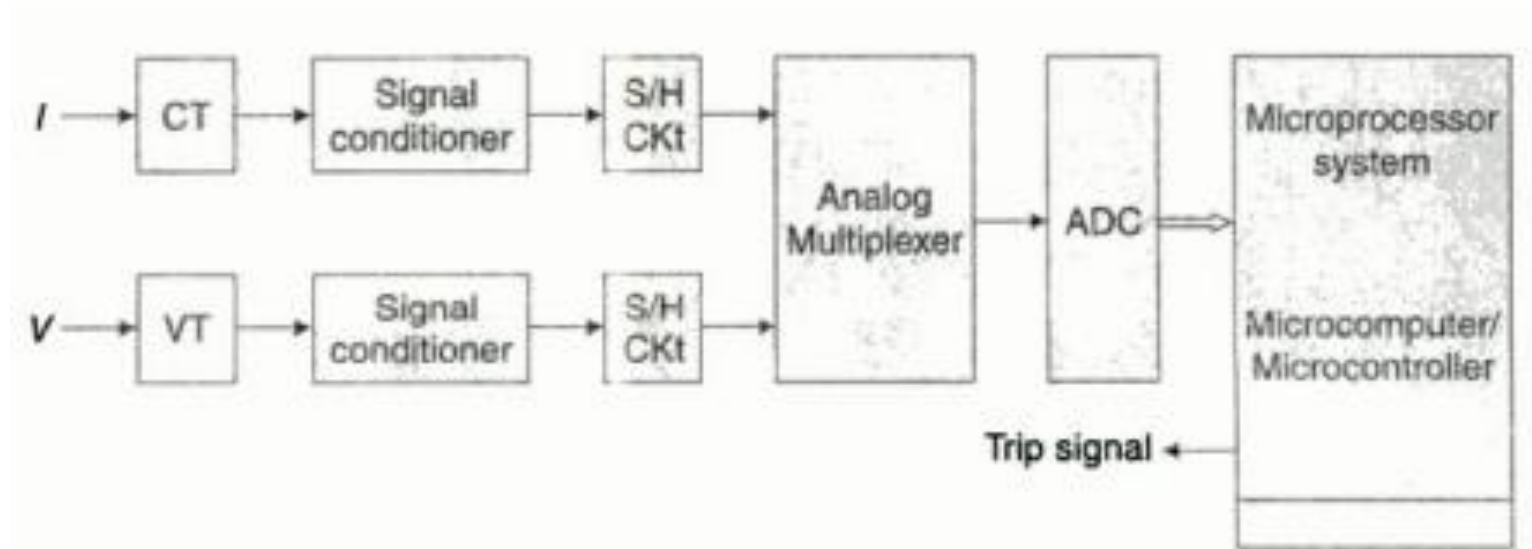 I
CT
Signal
conditioner
S/H
CKt
V
VT
Signal
conditioner
S/H
CKt
Analog
Multiplexer
ADC
Microprocessor
system
Microcomputer/
Microcontroller
Trip signal